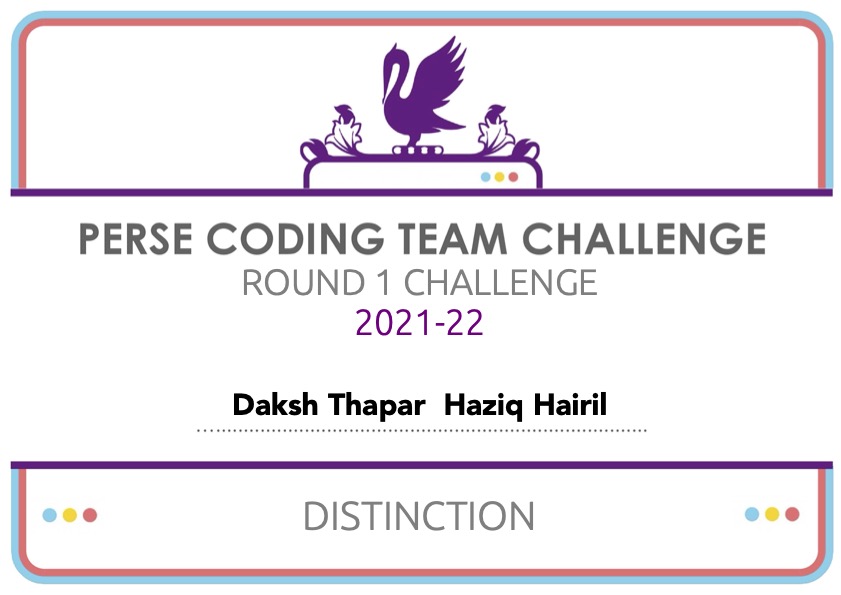 PERSE CODING TEAM CHALLENGE
ROUND 1 CHALLENGE
2021-22
Daksh Thapar  Haziq Hairil
DISTINCTION